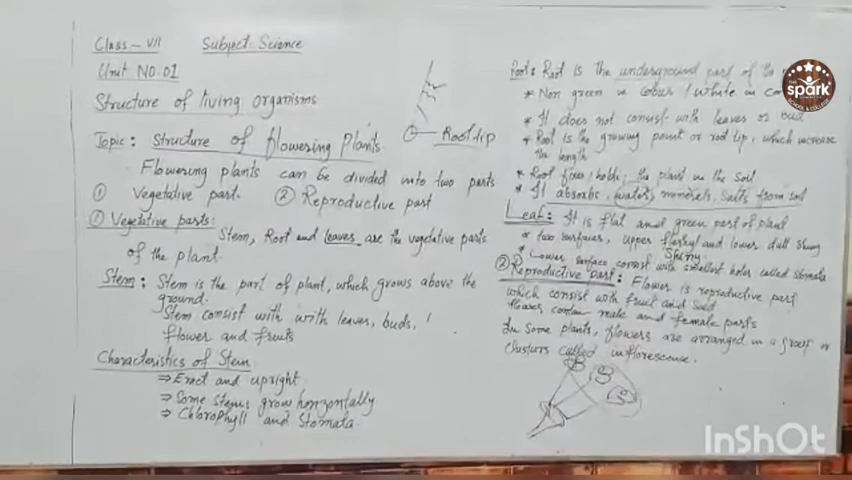 Class - VII Subject: Science
Unit NO.01
Structure of living organisms
Topic: Structure of flowering Plants
Flowering plants can be divided into two parts
① Vegetative part. ② Reproductive part
① Vegetative parts:
Stem, Root and leaves are the vegetative parts
of the plant.
Stem: Stem is the part of plant, which grows above the
ground.
Stem consist with with leaves, buds,
flower and fruits
Characteristics of Stem
⇒ Eract and upright
⇒ Some stems grow horizontally
⇒ Chlorophyll and Stomata
Root tip
Root: Root is the underground part of the
* Non green in colour / white in
* It does not consist with leaves or bud
* Root is the growing point or root tip, which increase
the length
* Root fixes / holds the plant in the soil
* It absorbs water, minerals, salts from soil
Leaf: It is flat and green part of plant
* two surfaces, upper and lower dull
Shiny
* Lower surface consist with smallest holes called stomata
② Reproductive part: Flower is reproductive part
which consist with fruit and seed
flower contain male and female parts
In some plants, flowers are arranged in a group or
clusters called inflorescence.
THE
spark
SCHOOL & COLLEGE
InShOt